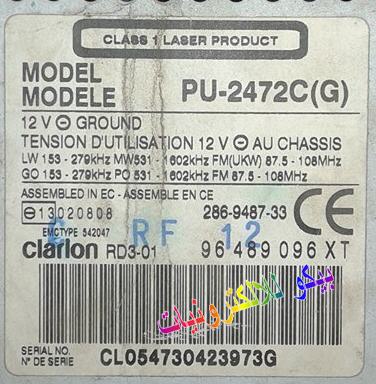 CLASS 1 LASER PRODUCT
MODEL
MODELE PU-2472C(G)
12 V ⊖ GROUND
TENSION D'UTILISATION 12 V ⊖ AU CHASSIS
LW 153 - 279kHz MW531 - 1602kHz FM(UKW) 87.5 - 108MHz
GO 153 - 279kHz PO 531 - 1602kHz FM 87.5 - 108MHz
ASSEMBLED IN EC - ASSEMBLE EN CE
e13020808 286-9487-33 CE
EMCTYPE 542047
RF 12
clarion RD3-01 96 489 096 XT
بيكو للالكترونيات
SERIAL NO.
N° DE SERIE CL054730423973G